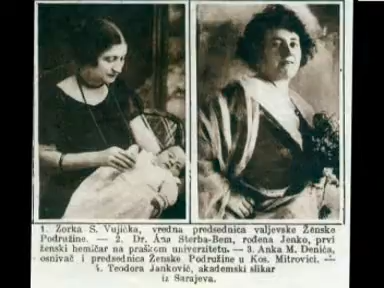 1. Zorka S. Vujička, vredna predsednica valjevske Ženske
Podružine. — 2. Dr. Ana Šterba-Bem, rođena Jenko, prvi
ženski hemičar na praškom univerzitetu. — 3. Anka M. Denića,
osnivač i predsednica Ženske Podružine u Kos. Mitrovici. —
4. Teodora Janković, akademski slikar
iz Sarajeva.